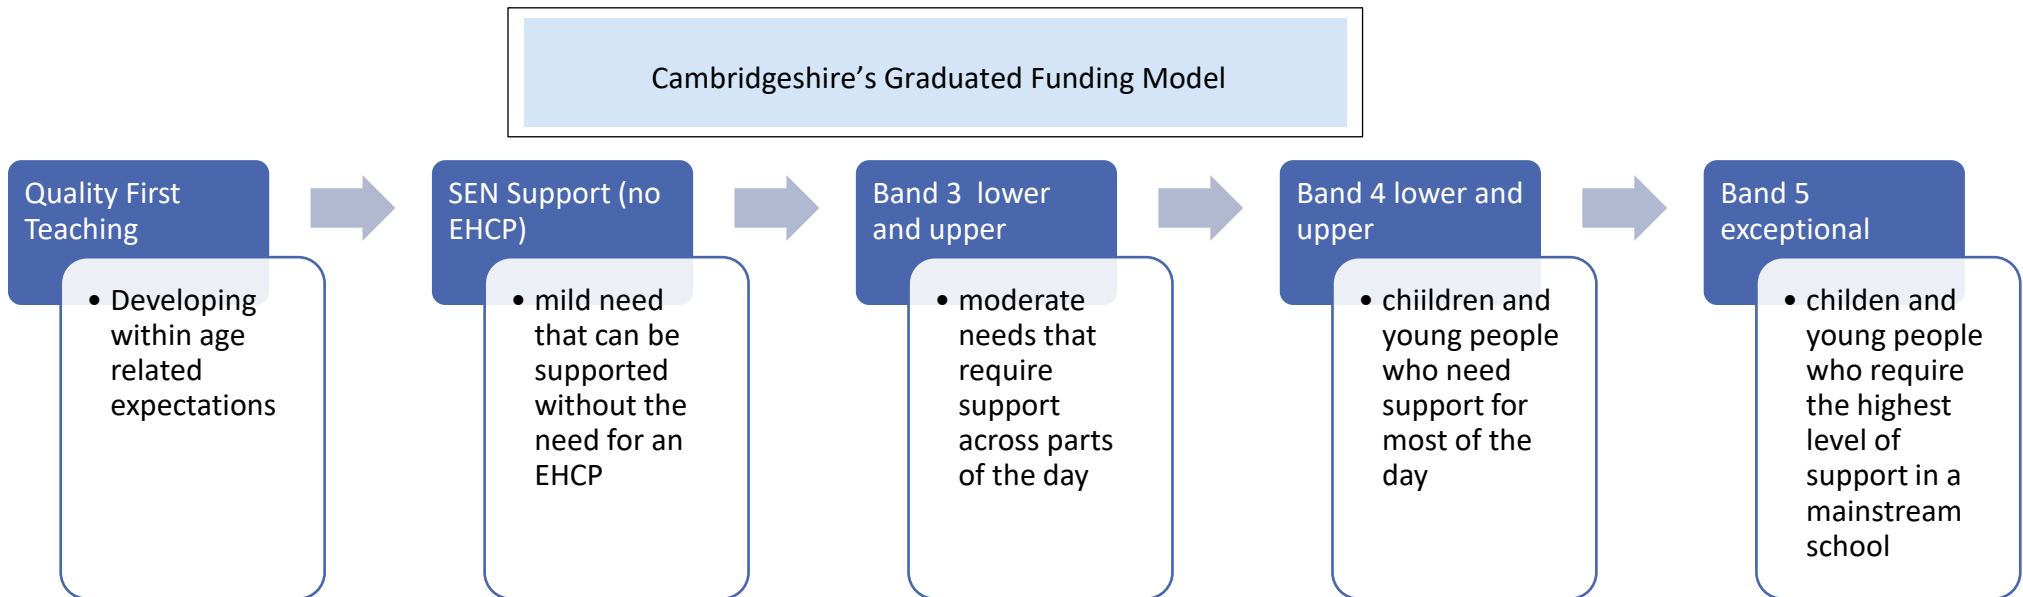 Cambridgeshire’s Graduated Funding Model
Quality First
Teaching
• Developing
within age
related
expectations
SEN Support (no
EHCP)
• mild need
that can be
supported
without the
need for an
EHCP
Band 3  lower
and upper
• moderate
needs that
require
support
across parts
of the day
Band 4 lower and
upper
• chiildren and
young people
who need
support for
most of the
day
Band 5
exceptional
• childen and
young people
who require
the highest
level of
support in a
mainstream
school